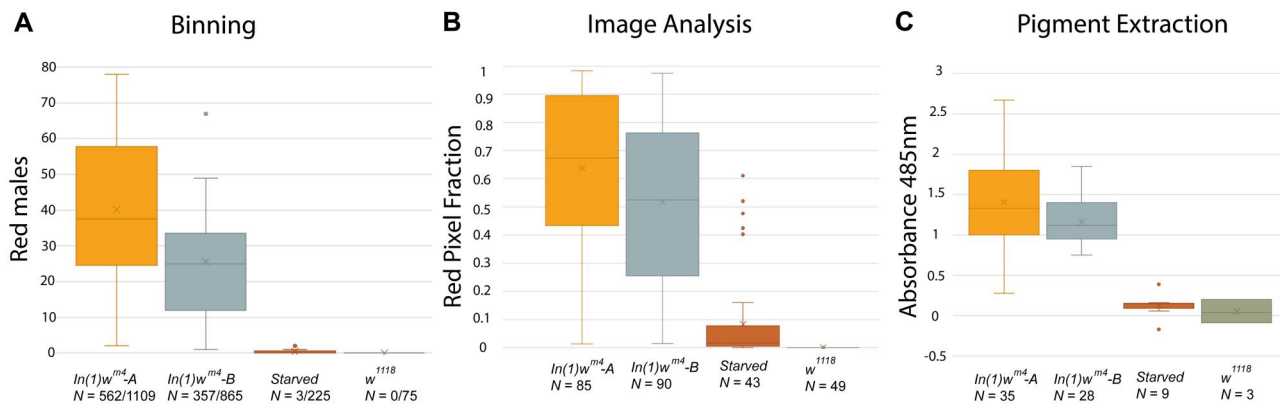 A
Binning
Red males
80
70
60
50
40
30
20
10
0
In(1)w^m4-A
N = 562/1109
In(1)w^m4-B
N = 357/865
Starved
N = 3/225
w^1118
N = 0/75
B
Image Analysis
Red Pixel Fraction
1
0.9
0.8
0.7
0.6
0.5
0.4
0.3
0.2
0.1
0
In(1)w^m4-A
N = 85
In(1)w^m4-B
N = 90
Starved
N = 43
w^1118
N = 49
C
Pigment Extraction
Absorbance 485nm
3
2.5
2
1.5
1
0.5
0
-0.5
In(1)w^m4-A
N = 35
In(1)w^m4-B
N = 28
Starved
N = 9
w^1118
N = 3